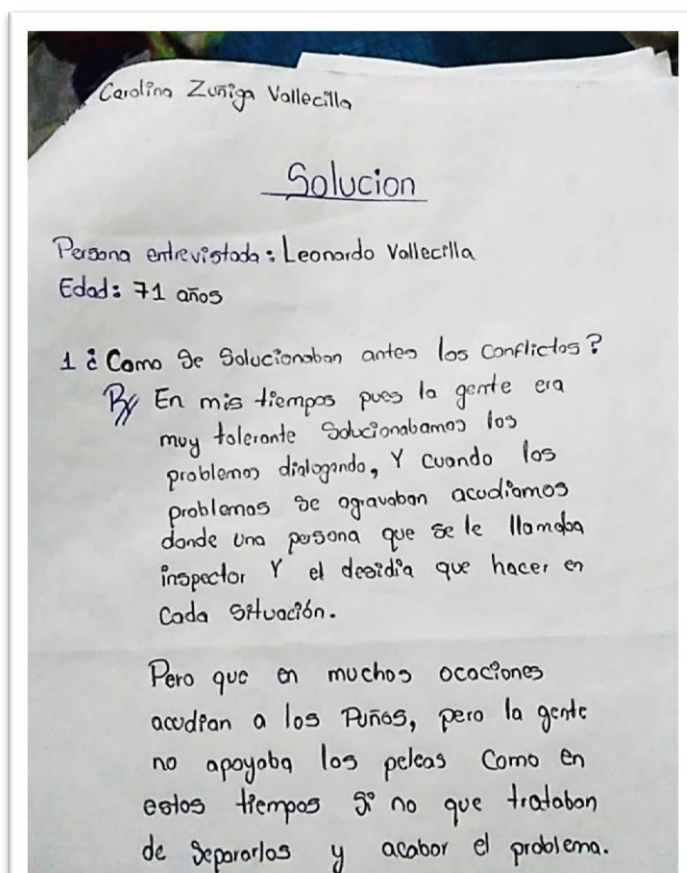 Carolina Zuñiga Vallecilla
Solucion
Persona entrevistada: Leonardo Vallecilla
Edad: 71 años
1 ¿ Como se Solucionaban antes los Conflictos?
R/ En mis tiempos pues la gente era
muy tolerante Solucionabamos los
problemas dialogando, Y cuando los
problemas se agravaban acudiamos
donde una persona que se le llamaba
inspector Y el desidia que hacer en
Cada Situación.
Pero que en muchos ocaciones
acudian a los Puños, pero la gente
no apoyaba las peleas Como en
estos tiempos Si no que trataban
de Separarlos y acabar el problema.